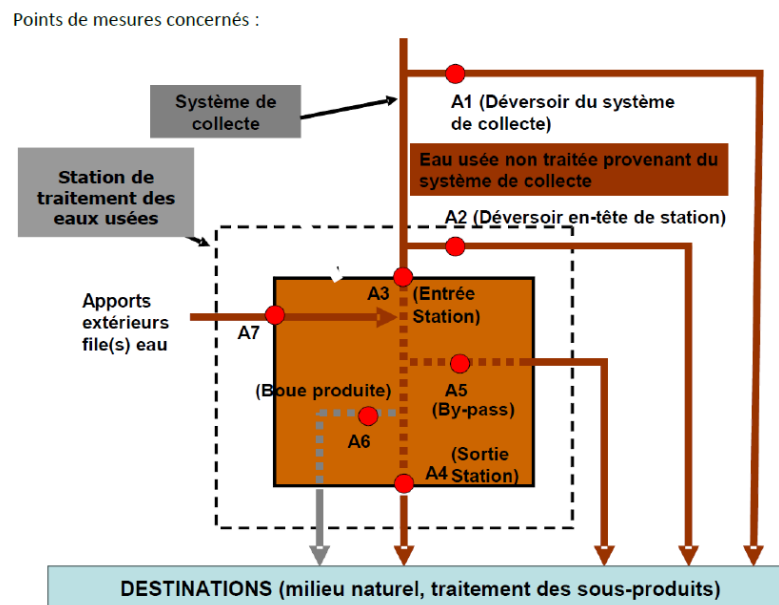 Points de mesures concernés :
Système de
collecte
A1 (Déversoir du système
de collecte)
Station de
traitement des
eaux usées
Eau usée non traitée provenant du
système de collecte
A2 (Déversoir en-tête de station)
Apports
extérieurs
file(s) eau
A7
A3
(Entrée
Station)
(Boue produite)
A6
A5
(By-pass)
(Sortie
Station)
A4
DESTINATIONS (milieu naturel, traitement des sous-produits)